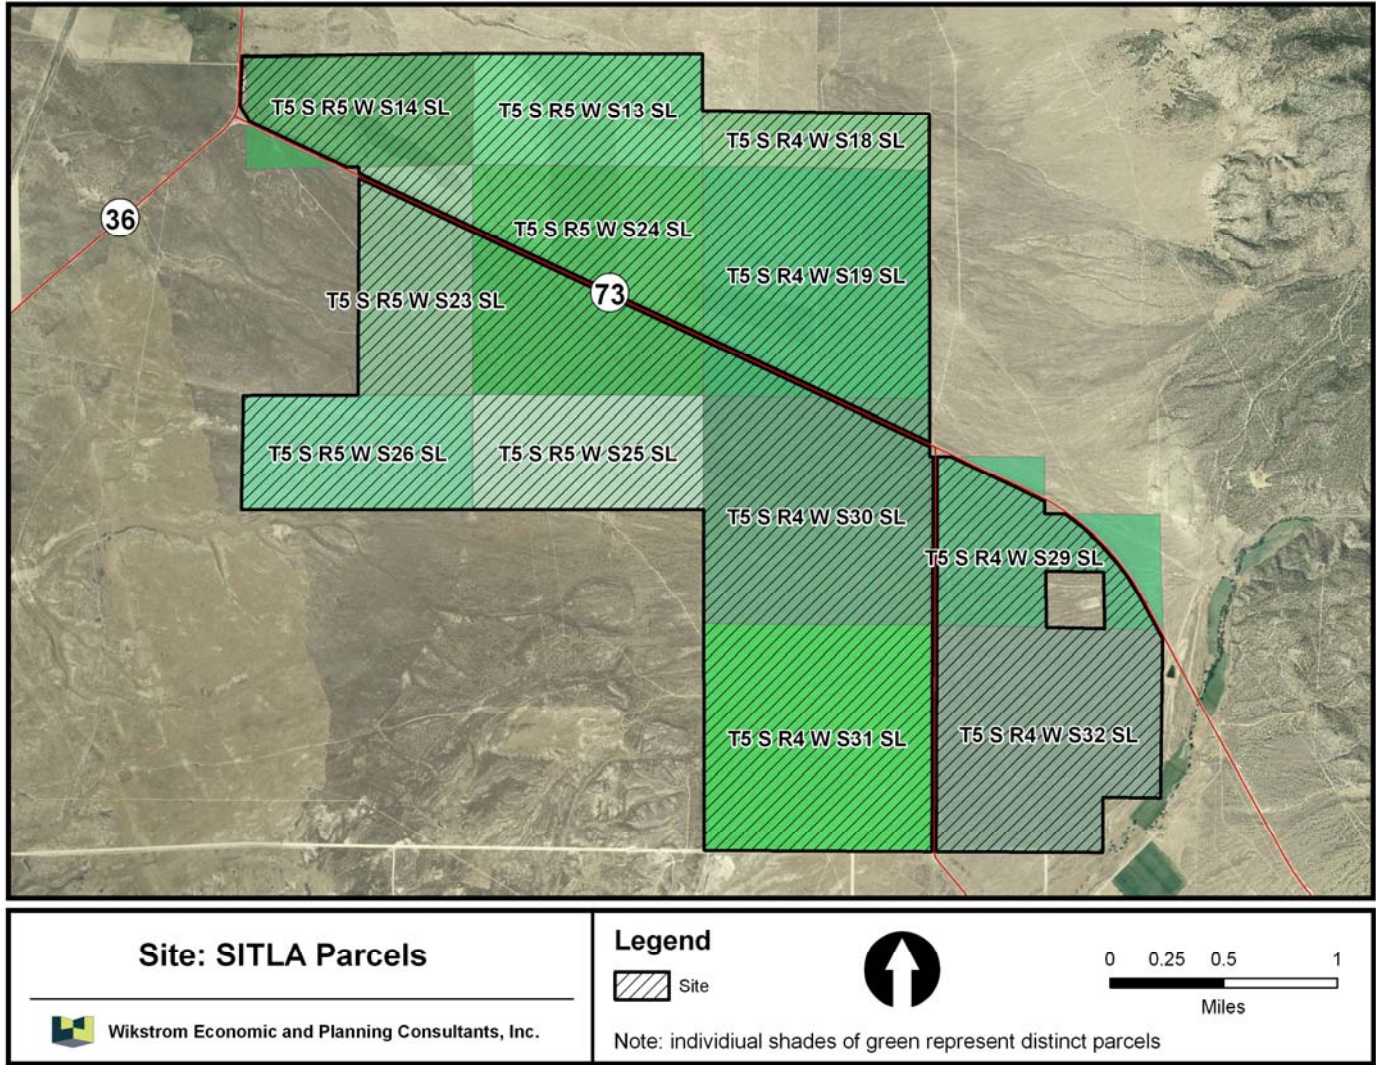 T5 S R5 W S14 SL
T5 S R5 W S13 SL
T5 S R4 W S18 SL
36
T5 S R5 W S24 SL
T5 S R4 W S19 SL
73
T5 S R5 W S23 SL
T5 S R5 W S26 SL
T5 S R5 W S25 SL
T5 S R4 W S30 SL
T5 S R4 W S29 SL
T5 S R4 W S31 SL
T5 S R4 W S32 SL
Site: SITLA Parcels
Wikstrom Economic and Planning Consultants, Inc.
Legend
Site
Note: individiual shades of green represent distinct parcels
0 0.25 0.5 1
Miles